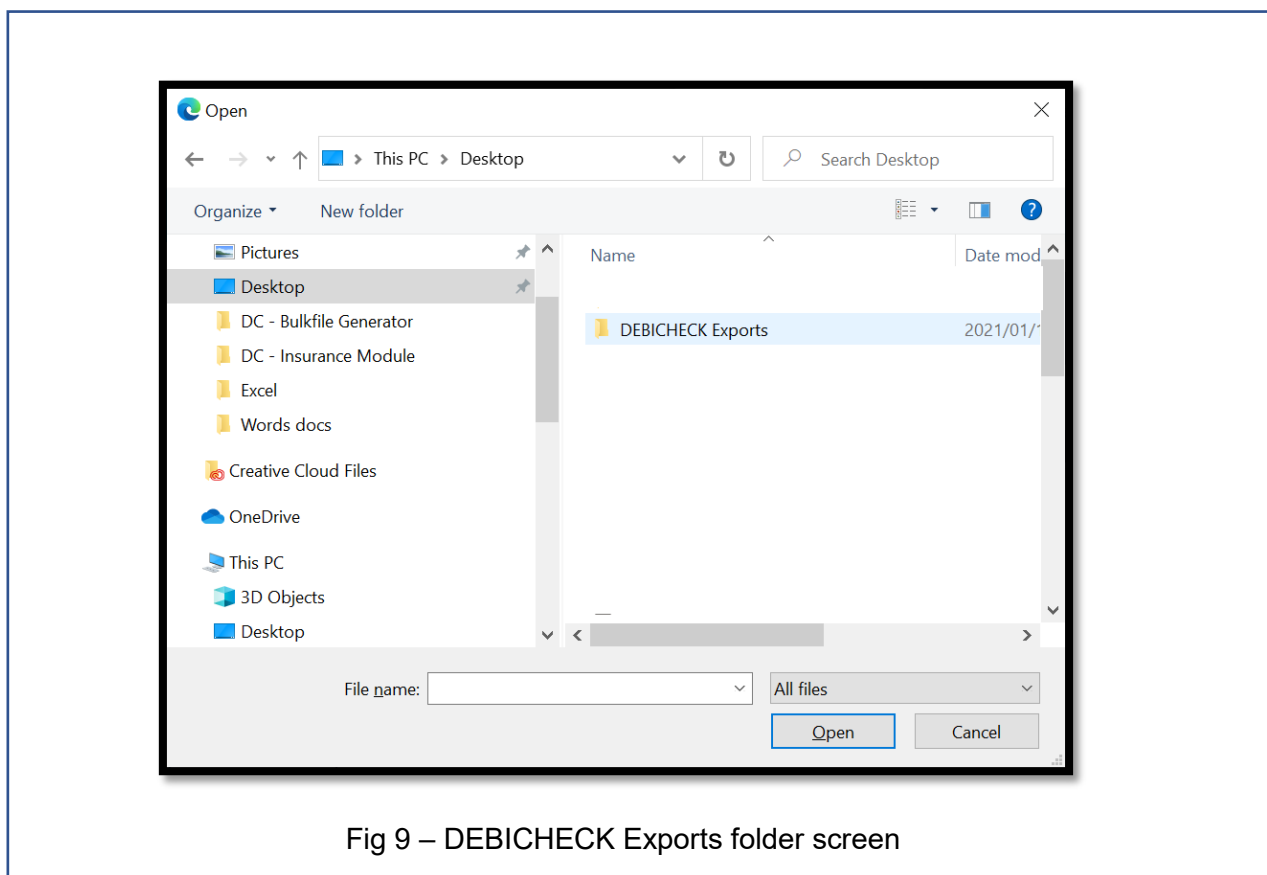 Open
This PC > Desktop
Search Desktop
Organize
New folder
Name
Date mod
Pictures
Desktop
DC - Bulkfile Generator
DC - Insurance Module
Excel
Words docs
Creative Cloud Files
OneDrive
This PC
3D Objects
Desktop
DEBICHECK Exports
2021/01/
File name:
All files
Open
Cancel
Fig 9 – DEBICHECK Exports folder screen